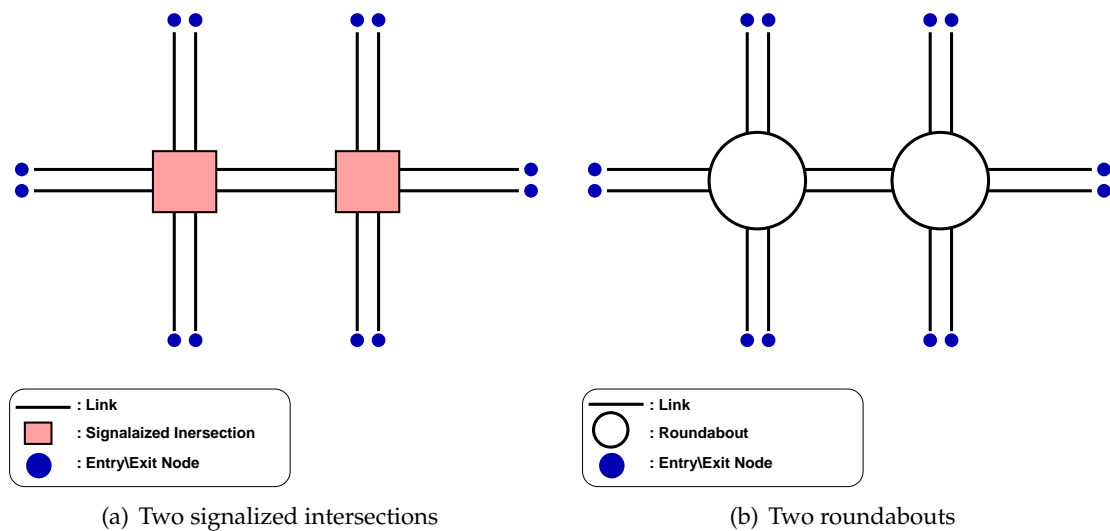 : Link
: Signalaized Inersection
: Entry\Exit Node
(a) Two signalized intersections
: Link
: Roundabout
: Entry\Exit Node
(b) Two roundabouts